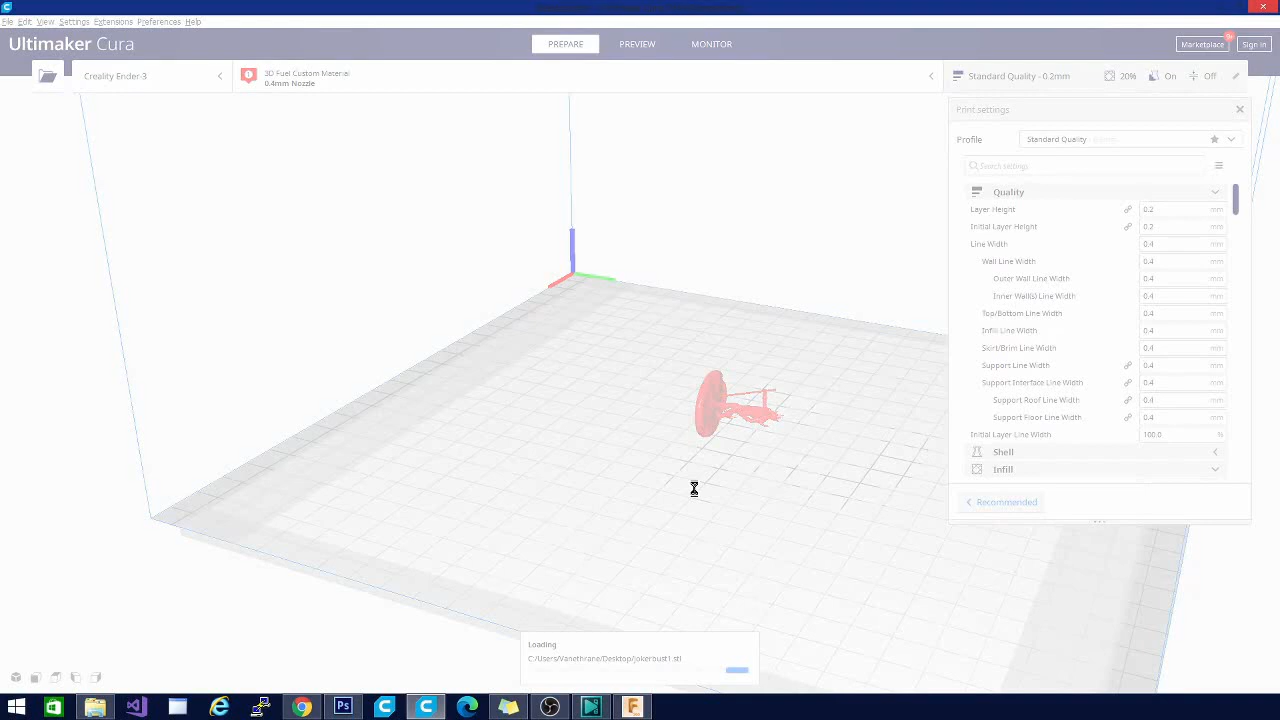 File Edit View Settings Extensions Preferences Help
Ultimaker Cura
PREPARE PREVIEW MONITOR
Marketplace
Sign in
Creality Ender-3
3D Fuel Custom Material
0.4mm Nozzle
Standard Quality - 0.2mm 20% On Off
Print settings
Profile Standard Quality
Search settings
Quality
Layer Height 0.2 mm
Initial Layer Height 0.2 mm
Line Width 0.4 mm
Wall Line Width 0.4 mm
Outer Wall Line Width 0.4 mm
Inner Wall(s) Line Width 0.4 mm
Top/Bottom Line Width 0.4 mm
Infill Line Width 0.4 mm
Skirt/Brim Line Width 0.4 mm
Support Line Width 0.4 mm
Support Interface Line Width 0.4 mm
Support Roof Line Width 0.4 mm
Support Floor Line Width 0.4 mm
Initial Layer Line Width 100.0 %
Shell
Infill
Recommended
Loading
C:/Users/Vanethrane/Desktop/jokerbust1.stl